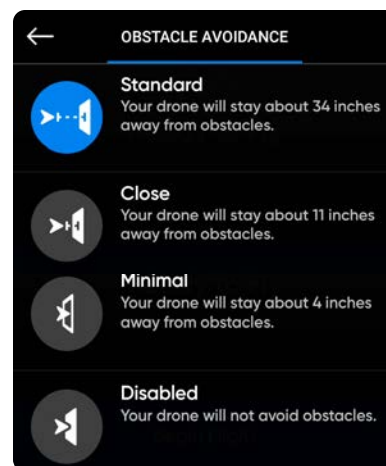 OBSTACLE AVOIDANCE
Standard
Your drone will stay about 34 inches
away from obstacles.
Close
Your drone will stay about 11 inches
away from obstacles.
Minimal
Your drone will stay about 4 inches
away from obstacles.
Disabled
Your drone will not avoid obstacles.